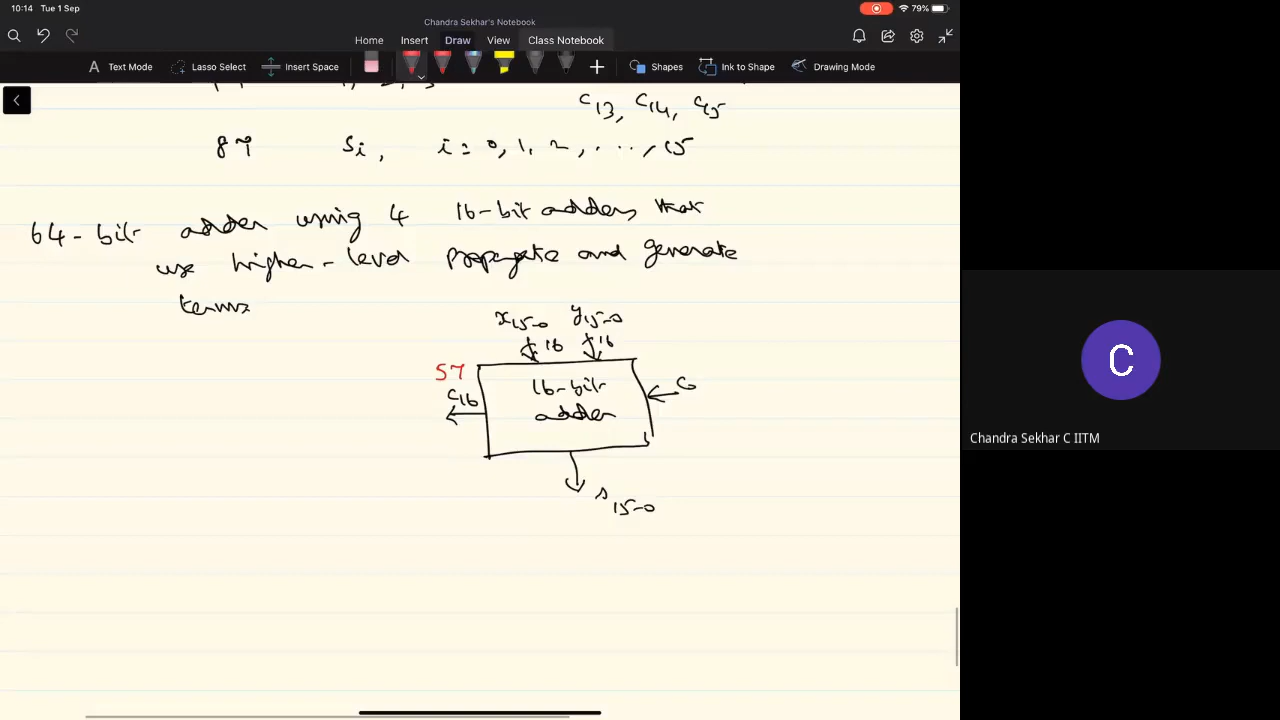 10:14 Tue 1 Sep
79%
Chandra Sekhar's Notebook
Home Insert Draw View Class Notebook
Text Mode Lasso Select Insert Space Shapes Ink to Shape Drawing Mode
c13, c14, c15
8τ si, i = 0, 1, 2, ..., 15
64-bit adder using 4 16-bit adders that
use higher-level propagate and generate
terms
x15-0 y15-0
16 16
5τ
c16 16-bit c0
adder
s15-0
C
Chandra Sekhar C IITM